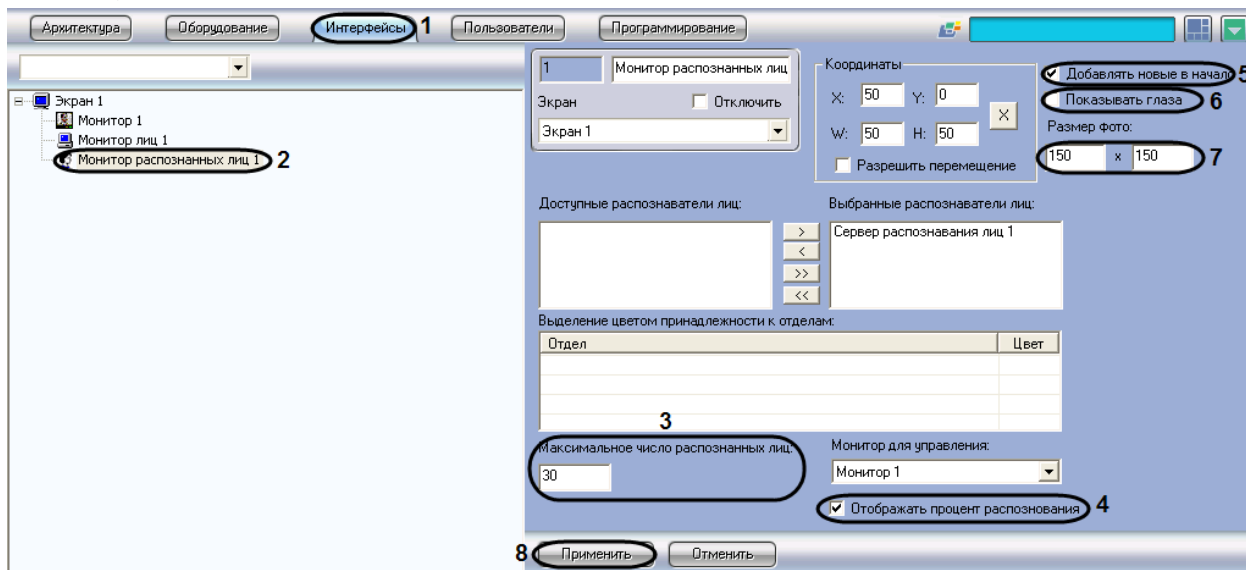 Архитектура Оборудование Интерфейсы 1 Пользователи Программирование
Экран 1
Монитор 1
Монитор лиц 1
Монитор распознанных лиц 1 2
1 Монитор распознанных лиц
Экран Отключить
Экран 1
Координаты
X: 50 Y: 0
W: 50 H: 50
X
Разрешить перемещение
Добавлять новые в начало 5
Показывать глаза 6
Размер фото:
150 x 150 7
Доступные распознаватели лиц:
> < >> <<
Выбранные распознаватели лиц:
Сервер распознавания лиц 1
Выделение цветом принадлежности к отделам:
Отдел Цвет
3
Максимальное число распознанных лиц:
30
Монитор для управления:
Монитор 1
Отображать процент распознования 4
8 Применить Отменить